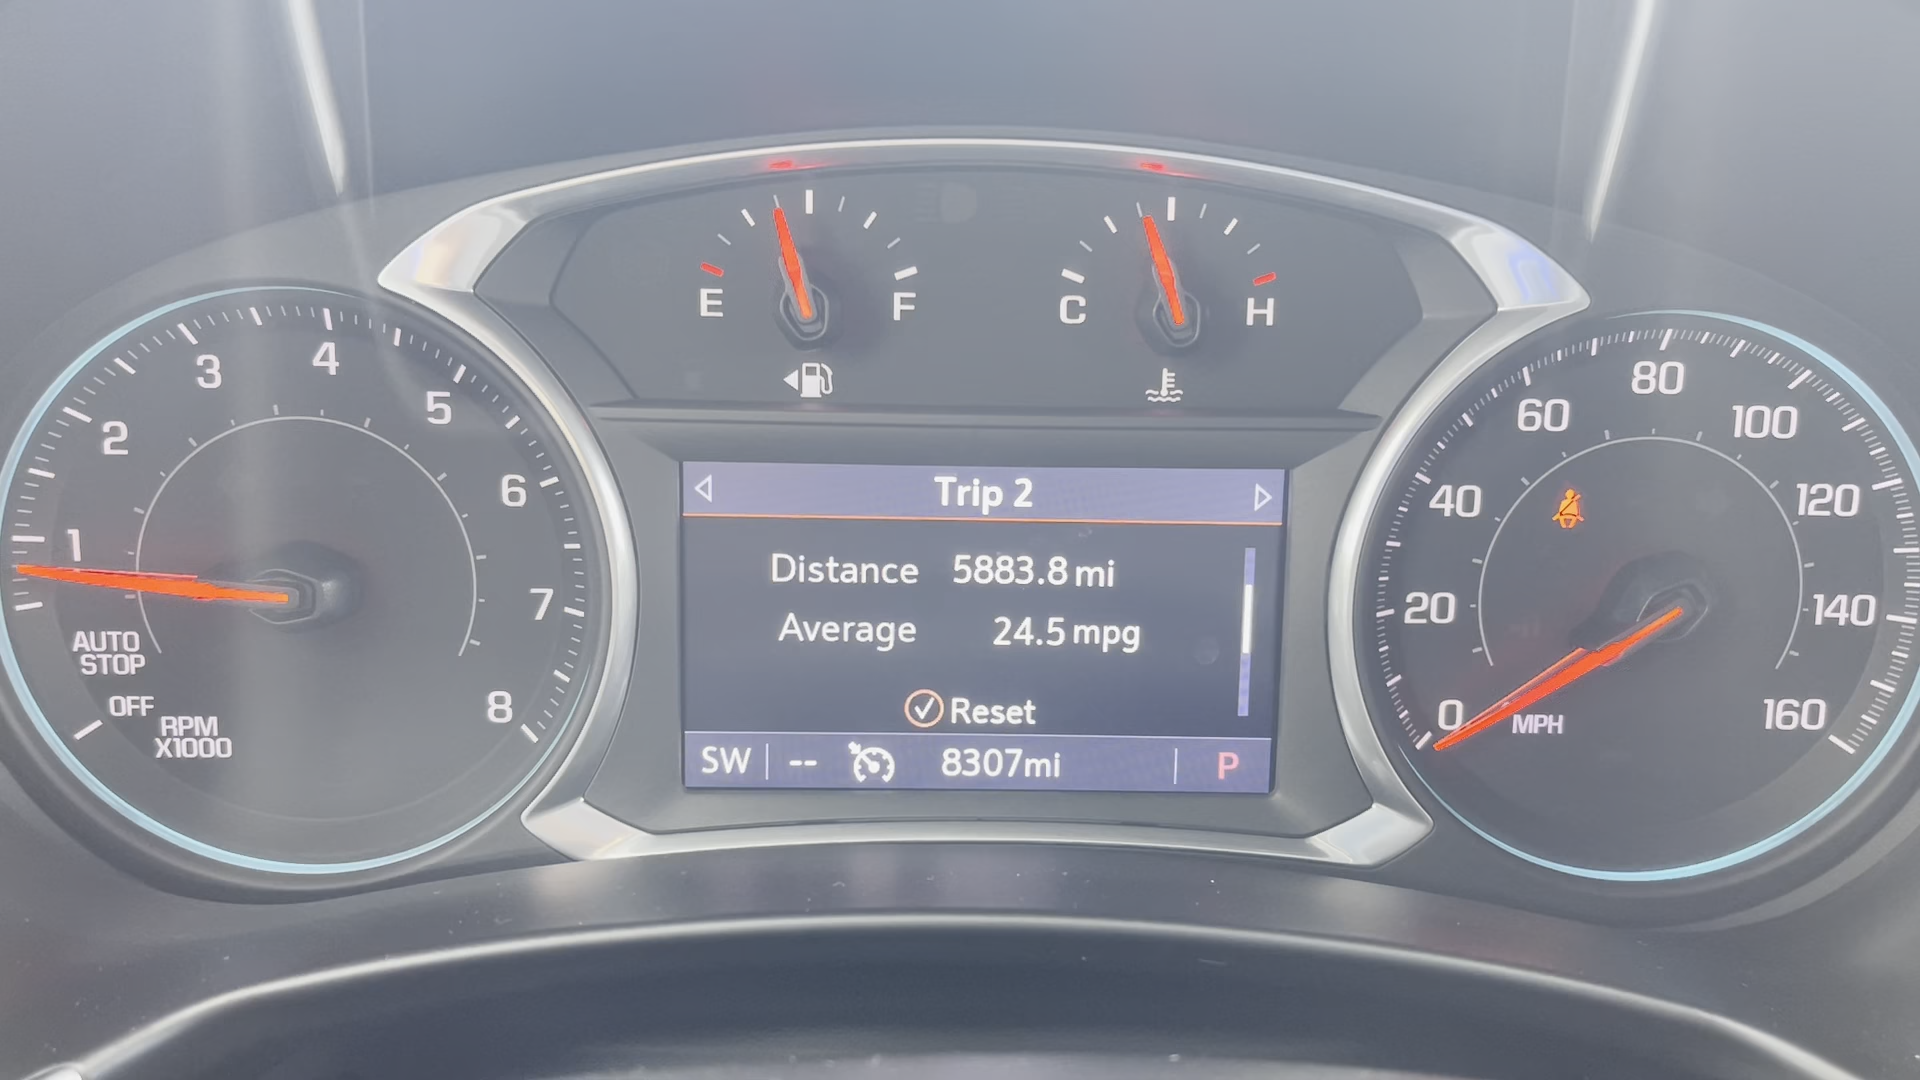 E
F
C
H
1
2
3
4
5
6
7
8
AUTO
STOP
OFF
RPM
X1000
Trip 2
Distance 5883.8 mi
Average 24.5 mpg
Reset
SW -- 8307mi P
0
20
40
60
80
100
120
140
160
MPH